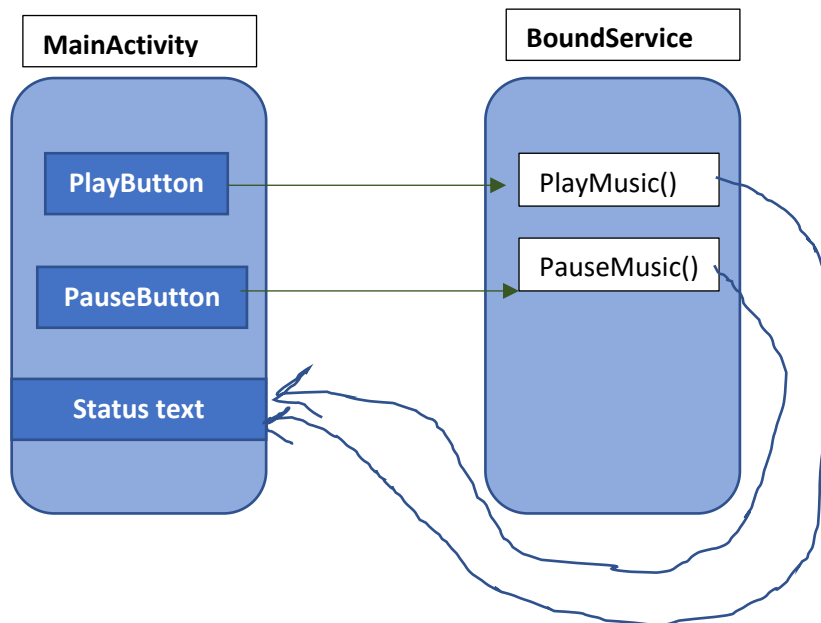 MainActivity
BoundService
PlayButton
PlayMusic()
PauseMusic()
PauseButton
Status text